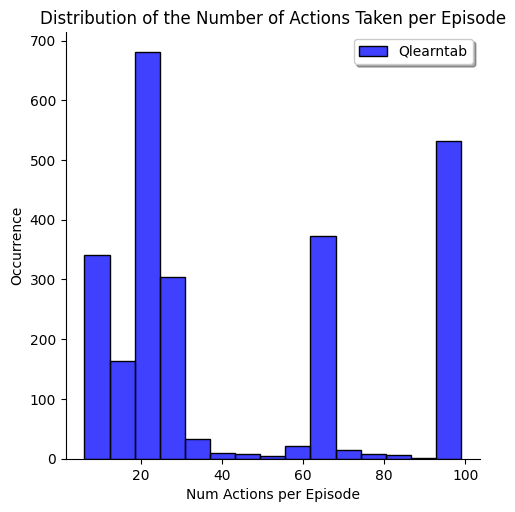 Distribution of the Number of Actions Taken per Episode
Qlearntab
700
600
500
400
300
200
100
0
Occurrence
20 40 60 80 100
Num Actions per Episode